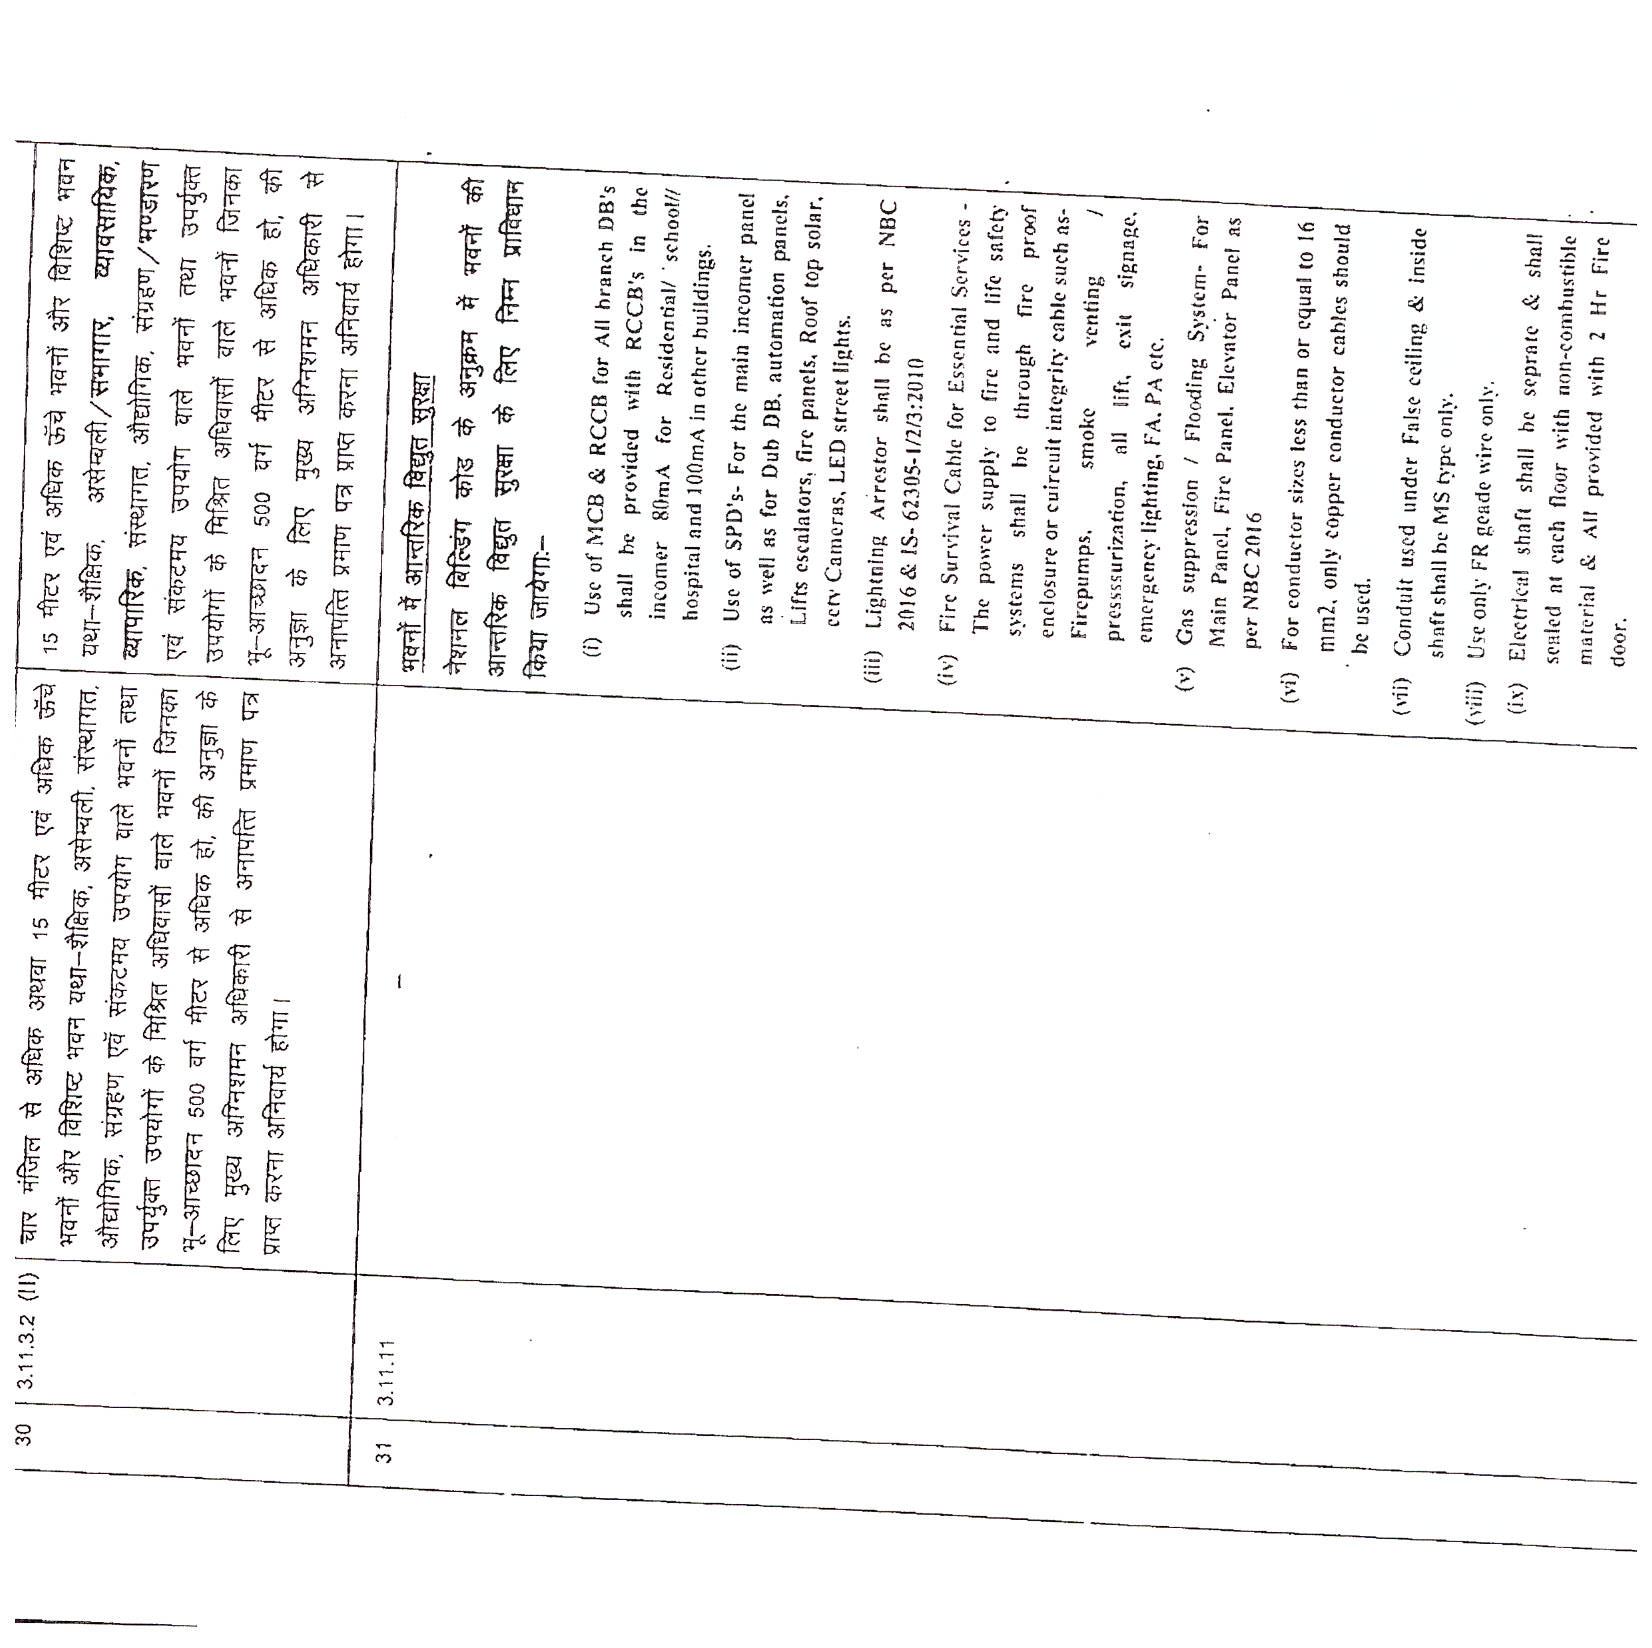 30
3.11.3.2 (II)
चार मंजिल से अधिक अथवा 15 मीटर एवं अधिक ऊँचे
भवनों और विशिष्ट भवन यथा–शैक्षिक, असेम्बली, संस्थागत,
औद्योगिक, संग्रहण एवॅ संकटमय उपयोग वाले भवनों तथा
उपर्युक्त उपयोगों के मिश्रित अधिवासों वाले भवनों जिनका
भू–आच्छादन 500 वर्ग मीटर से अधिक हो, की अनुज्ञा के
लिए मुख्य अग्निशमन अधिकारी से अनापत्ति प्रमाण पत्र
प्राप्त करना अनिवार्य होगा।
15 मीटर एवं अधिक ऊँचे भवनों और विशिष्ट भवन
यथा–शैक्षिक, असेम्बली/सभागार, व्यावसायिक,
व्यापारिक, संस्थागत, औद्योगिक, संग्रहण/भण्डारण
एवं संकटमय उपयोग वाले भवनों तथा उपर्युक्त
उपयोगों के मिश्रित अधिवासों वाले भवनों जिनका
भू–आच्छादन 500 वर्ग मीटर से अधिक हो, की
अनुज्ञा के लिए मुख्य अग्निशमन अधिकारी से
अनापत्ति प्रमाण पत्र प्राप्त करना अनिवार्य होगा।
31
3.11.11
–
भवनों में आन्तरिक विद्युत सुरक्षा
नेशनल बिल्डिंग कोड के अनुक्रम में भवनों की
आन्तरिक विद्युत सुरक्षा के लिए निम्न प्राविधान
किया जायेगाः–
(i) Use of MCB & RCCB for All branch DB's
shall be provided with RCCB's in the
incomer 80mA for Residential/ school//
hospital and 100mA in other buildings.
(ii) Use of SPD's- For the main incomer panel
as well as for Dub DB, automation panels,
Lifts escalators, fire panels, Roof top solar,
cctv Cameras, LED street lights.
(iii) Lightning Arrestor shall be as per NBC
2016 & IS- 62305-1/2/3:2010
(iv) Fire Survival Cable for Essential Services -
The power supply to fire and life safety
systems shall be through fire proof
enclosure or cuircuit integrity cable such as-
Firepumps, smoke venting /
pressssurization, all lift, exit signage,
emergency lighting, FA, PA etc.
(v) Gas suppression / Flooding System- For
Main Panel, Fire Panel, Elevator Panel as
per NBC 2016
(vi) For conductor sizes less than or equal to 16
mm2, only copper conductor cables should
be used.
(vii) Conduit used under False ceiling & inside
shaft shall be MS type only.
(viii) Use only FR geade wire only.
(ix) Electrical shaft shall be seprate & shall
sealed at each floor with non-combustible
material & All provided with 2 Hr Fire
door.